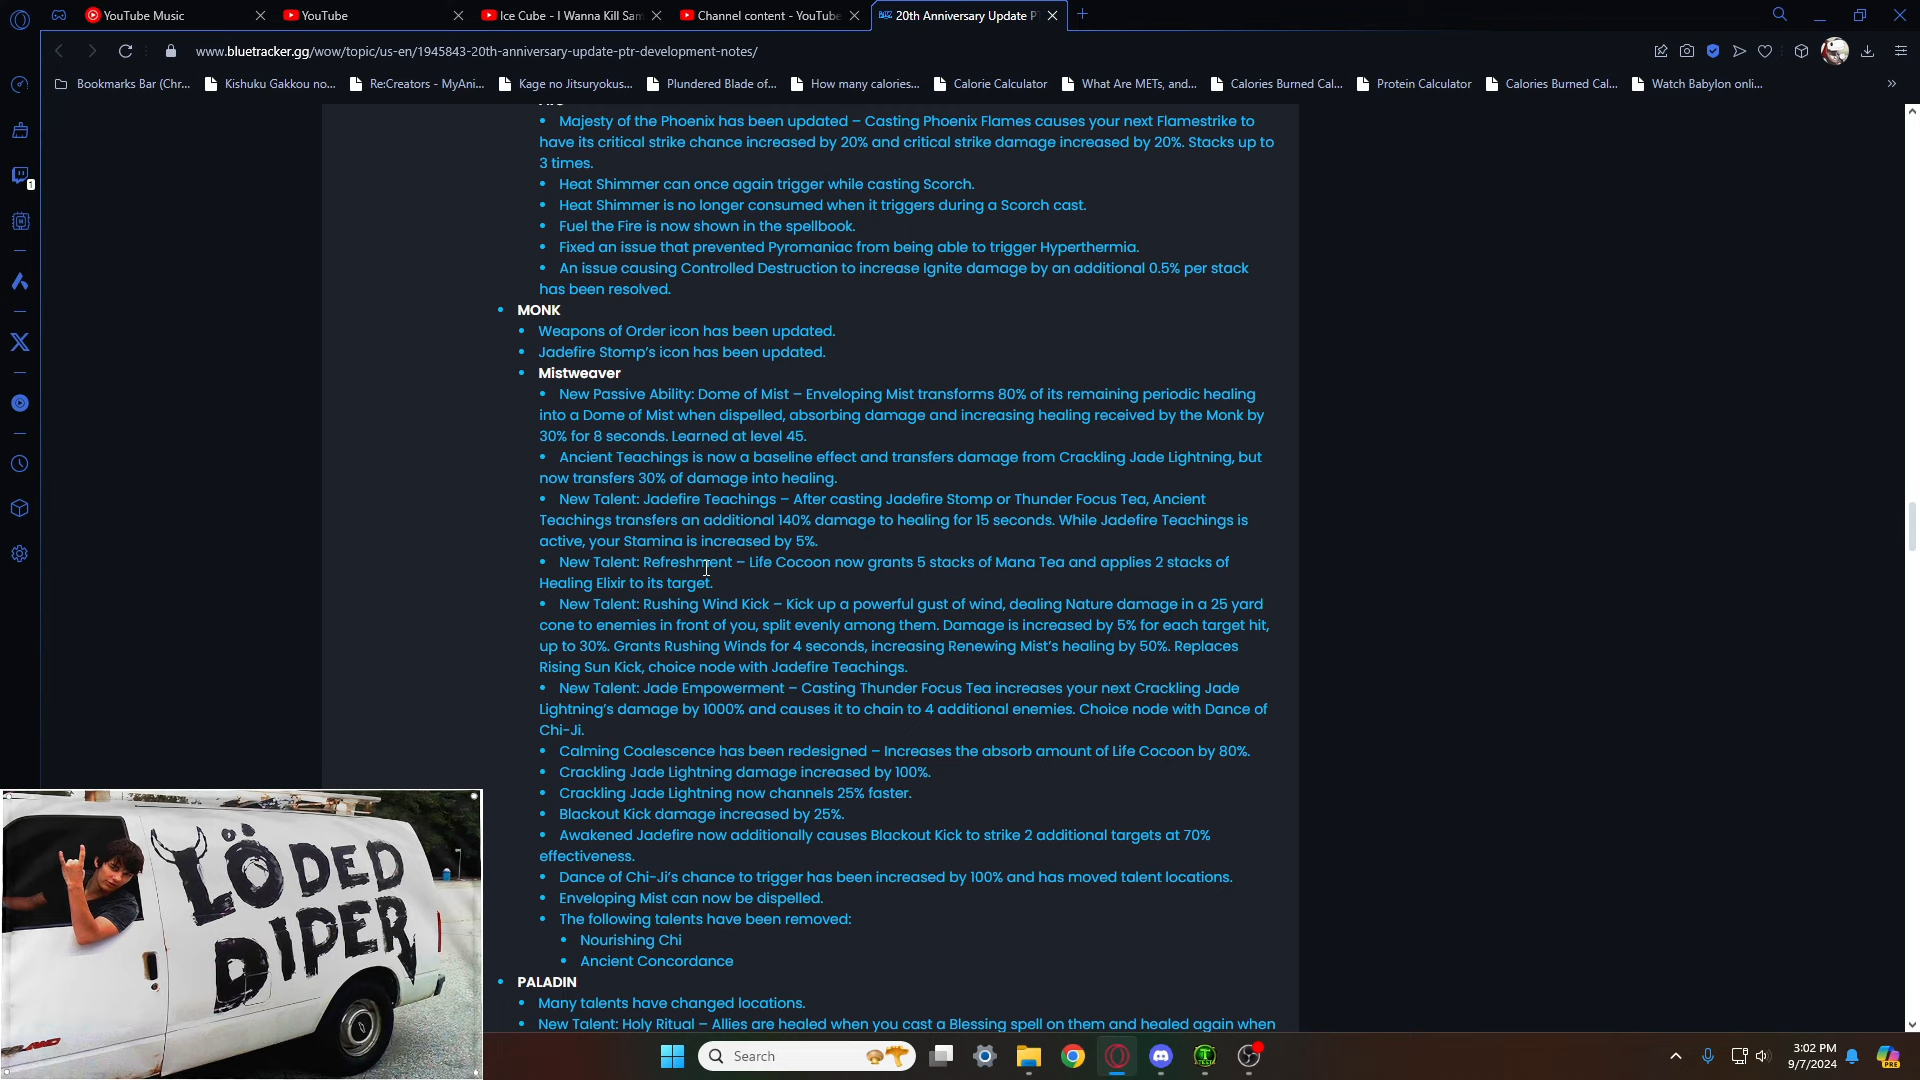 YouTube Music
YouTube
Ice Cube - I Wanna Kill Sam
Channel content - YouTube
20th Anniversary Update P
www.bluetracker.gg/wow/topic/us-en/1945843-20th-anniversary-update-ptr-development-notes/
Bookmarks Bar (Chr...
Kishuku Gakkou no...
Re:Creators - MyAni...
Kage no Jitsuryokus...
Plundered Blade of...
How many calories...
Calorie Calculator
What Are METs, and...
Calories Burned Cal...
Protein Calculator
Calories Burned Cal...
Watch Babylon onli...
• Majesty of the Phoenix has been updated – Casting Phoenix Flames causes your next Flamestrike to
have its critical strike chance increased by 20% and critical strike damage increased by 20%. Stacks up to
3 times.
• Heat Shimmer can once again trigger while casting Scorch.
• Heat Shimmer is no longer consumed when it triggers during a Scorch cast.
• Fuel the Fire is now shown in the spellbook.
• Fixed an issue that prevented Pyromaniac from being able to trigger Hyperthermia.
• An issue causing Controlled Destruction to increase Ignite damage by an additional 0.5% per stack
has been resolved.
• MONK
• Weapons of Order icon has been updated.
• Jadefire Stomp's icon has been updated.
• Mistweaver
• New Passive Ability: Dome of Mist – Enveloping Mist transforms 80% of its remaining periodic healing
into a Dome of Mist when dispelled, absorbing damage and increasing healing received by the Monk by
30% for 8 seconds. Learned at level 45.
• Ancient Teachings is now a baseline effect and transfers damage from Crackling Jade Lightning, but
now transfers 30% of damage into healing.
• New Talent: Jadefire Teachings – After casting Jadefire Stomp or Thunder Focus Tea, Ancient
Teachings transfers an additional 140% damage to healing for 15 seconds. While Jadefire Teachings is
active, your Stamina is increased by 5%.
• New Talent: Refreshment – Life Cocoon now grants 5 stacks of Mana Tea and applies 2 stacks of
Healing Elixir to its target.
• New Talent: Rushing Wind Kick – Kick up a powerful gust of wind, dealing Nature damage in a 25 yard
cone to enemies in front of you, split evenly among them. Damage is increased by 5% for each target hit,
up to 30%. Grants Rushing Winds for 4 seconds, increasing Renewing Mist's healing by 50%. Replaces
Rising Sun Kick, choice node with Jadefire Teachings.
• New Talent: Jade Empowerment – Casting Thunder Focus Tea increases your next Crackling Jade
Lightning's damage by 1000% and causes it to chain to 4 additional enemies. Choice node with Dance of
Chi-Ji.
• Calming Coalescence has been redesigned – Increases the absorb amount of Life Cocoon by 80%.
• Crackling Jade Lightning damage increased by 100%.
• Crackling Jade Lightning now channels 25% faster.
• Blackout Kick damage increased by 25%.
• Awakened Jadefire now additionally causes Blackout Kick to strike 2 additional targets at 70%
effectiveness.
• Dance of Chi-Ji's chance to trigger has been increased by 100% and has moved talent locations.
• Enveloping Mist can now be dispelled.
• The following talents have been removed:
• Nourishing Chi
• Ancient Concordance
• PALADIN
• Many talents have changed locations.
• New Talent: Holy Ritual – Allies are healed when you cast a Blessing spell on them and healed again when
LÖDED
DIPER
Search
3:02 PM
9/7/2024
PRE